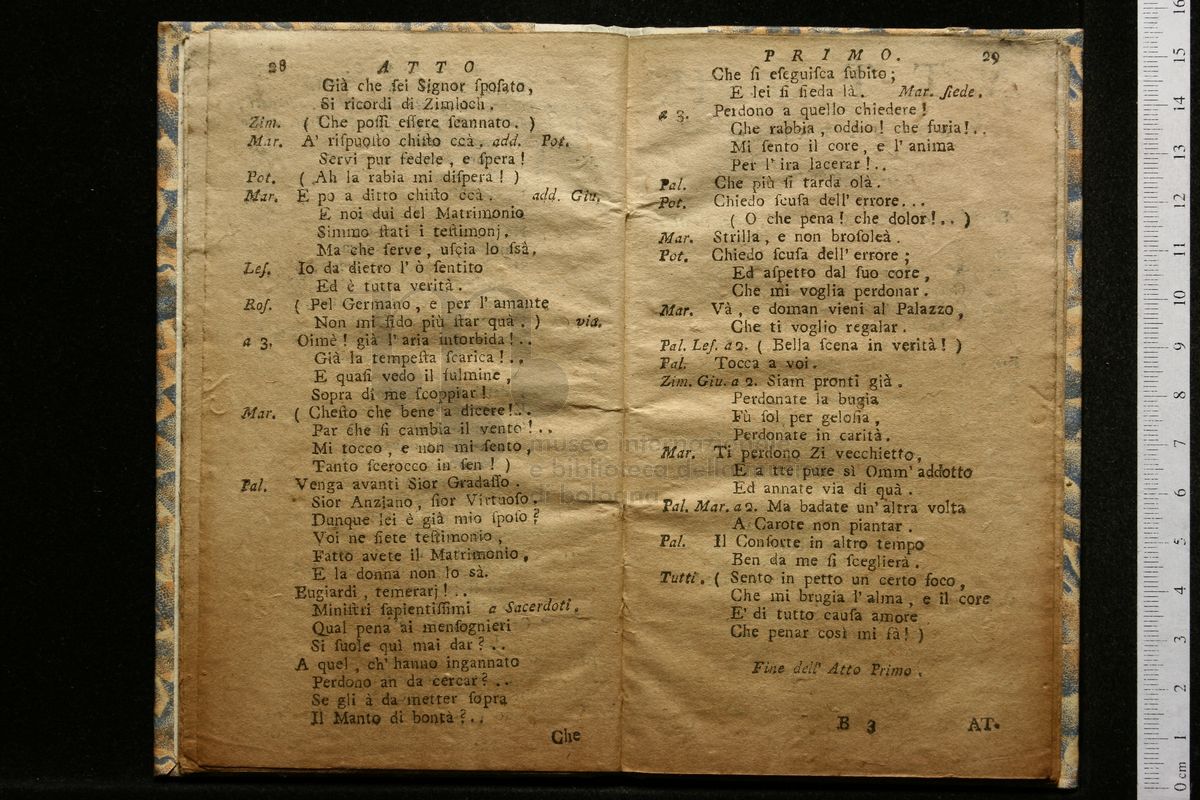 28 ATTO
Già che ſei Signor ſpoſato,
Si ricordi di Zimloch.
Zim. ( Che poſſi eſſere ſcannato. )
Mar. A' riſpuoſto chiſto ccà. add. Pot.
Servi pur fedele, e ſpera!
Pot. ( Ah la rabia mi diſpera! )
Mar. E po a ditto chiſto ccà. add. Giu.
E noi dui del Matrimonio
Simmo ſtati i teſtimonj.
Ma che ſerve, uſcia lo ſsà.
Leſ. Io da dietro l' ò ſentito
Ed è tutta verità.
Roſ. ( Pel Germano, e per l' amante
Non mi fido più ſtar quà. ) via.
a 3. Oimè! già l' aria intorbida!..
Già la tempeſta ſcarica!..
E quaſi vedo il fulmine,
Sopra di me ſcoppiar!
Mar. ( Cheſto che bene a dicere!..
Par che ſi cambia il vento!..
Mi tocco, e non mi ſento,
Tanto ſcerocco in ſen! )
Pal. Venga avanti Sior Gradaſſo.
Sior Anziano, ſior Virtuoſo.
Dunque lei è già mio ſpoſo?
Voi ne ſiete teſtimonio,
Fatto avete il Matrimonio,
E la donna non lo sà.
Bugiardi, temerarj!..
Miniſtri ſapientiſſimi a Sacerdoti.
Qual pena ai menſognieri
Si ſuole quì mai dar?..
A quel, ch' hanno ingannato
Perdono an da cercar?..
Se gli à da metter ſopra
Il Manto di bontà?..
Che
PRIMO. 29
Che ſi eſeguiſca ſubito;
E lei ſi ſieda là. Mar. ſiede.
a 3. Perdono a quello chiedere!
Che rabbia, oddio! che furia!..
Mi ſento il core, e l' anima
Per l' ira lacerar!..
Pal. Che più ſi tarda olà.
Pot. Chiedo ſcuſa dell' errore...
( O che pena! che dolor!.. )
Mar. Strilla, e non broſoleà.
Pot. Chiedo ſcuſa dell' errore;
Ed aſpetto dal ſuo core,
Che mi voglia perdonar.
Mar. Và, e doman vieni al Palazzo,
Che ti voglio regalar.
Pal. Leſ. a 2. ( Bella ſcena in verità! )
Pal. Tocca a voi.
Zim. Giu. a 2. Siam pronti già.
Perdonate la bugia
Fù ſol per geloſia,
Perdonate in carità.
Mar. Ti perdono Zi vecchietto,
E a tte pure sì Omm' addotto
Ed annate via di quà.
Pal. Mar. a 2. Ma badate un' altra volta
A Carote non piantar.
Pal. Il Conſorte in altro tempo
Ben da me ſi ſceglierà.
Tutti. ( Sento in petto un certo foco,
Che mi brugia l' alma, e il core
E' di tutto cauſa amore
Che penar così mi fà! )
Fine dell' Atto Primo.
B 3 AT-
museo internazionale
e biblioteca della
di bologna